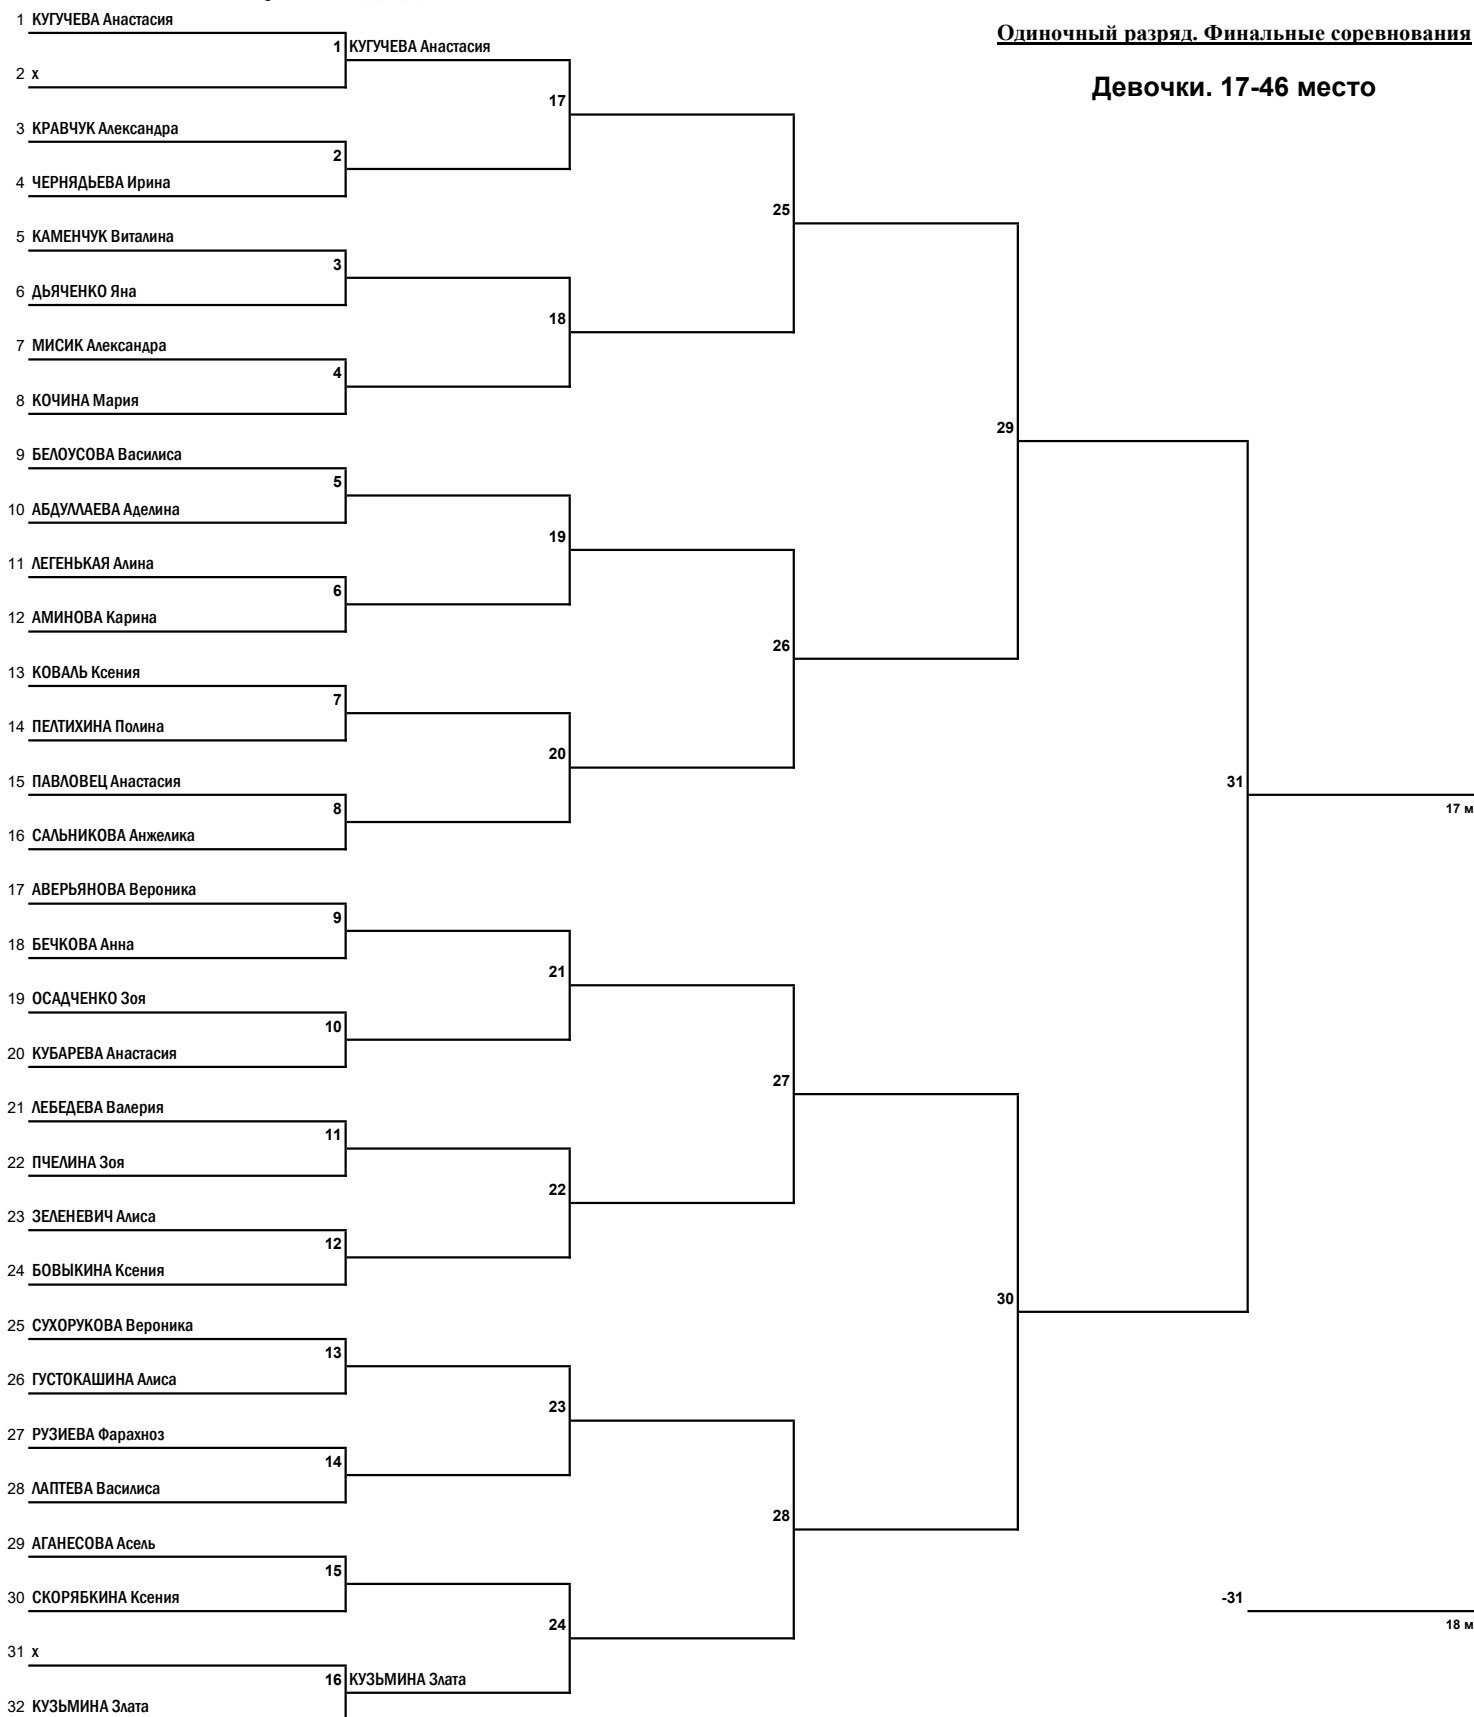 Одиночный разряд. Финальные соревнования
Девочки. 17-46 место
1 КУГУЧЕВА Анастасия
1 КУГУЧЕВА Анастасия
2 х
17
3 КРАВЧУК Александра
2
4 ЧЕРНЯДЬЕВА Ирина
25
5 КАМЕНЧУК Виталина
3
6 ДЬЯЧЕНКО Яна
18
7 МИСИК Александра
4
8 КОЧИНА Мария
29
9 БЕЛОУСОВА Василиса
5
10 АБДУЛЛАЕВА Аделина
19
11 ЛЕГЕНЬКАЯ Алина
6
12 АМИНОВА Карина
26
13 КОВАЛЬ Ксения
7
14 ПЕЛТИХИНА Полина
20
15 ПАВЛОВЕЦ Анастасия
31
8
17 м
16 САЛЬНИКОВА Анжелика
17 АВЕРЬЯНОВА Вероника
9
18 БЕЧКОВА Анна
21
19 ОСАДЧЕНКО Зоя
10
20 КУБАРЕВА Анастасия
27
21 ЛЕБЕДЕВА Валерия
11
22 ПЧЕЛИНА Зоя
22
23 ЗЕЛЕНЕВИЧ Алиса
12
24 БОВЫКИНА Ксения
30
25 СУХОРУКОВА Вероника
13
26 ГУСТОКАШИНА Алиса
23
27 РУЗИЕВА Фарахноз
14
28 ЛАПТЕВА Василиса
28
29 АГАНЕСОВА Асель
15
30 СКОРЯБКИНА Ксения
-31
24
18 м
31 х
16 КУЗЬМИНА Злата
32 КУЗЬМИНА Злата